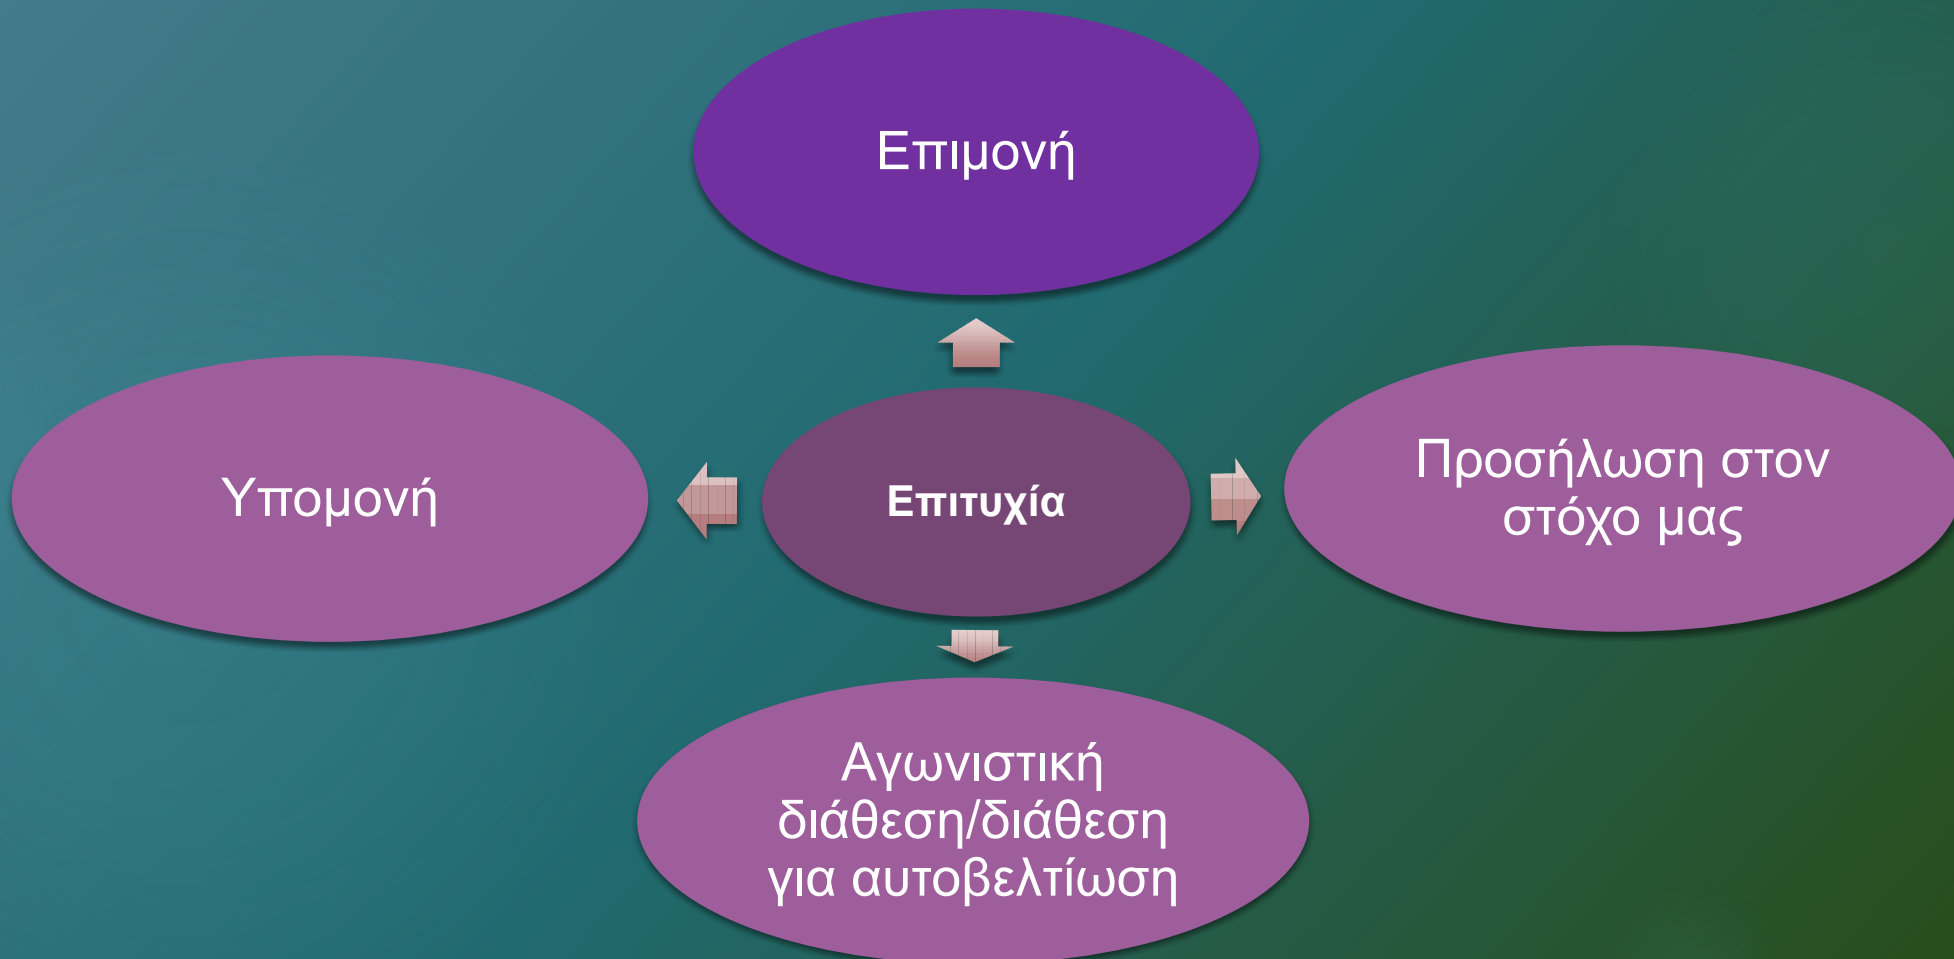 Επιμονή
Υπομονή
Επιτυχία
Προσήλωση στον
στόχο μας
Αγωνιστική
διάθεση/διάθεση
για αυτοβελτίωση